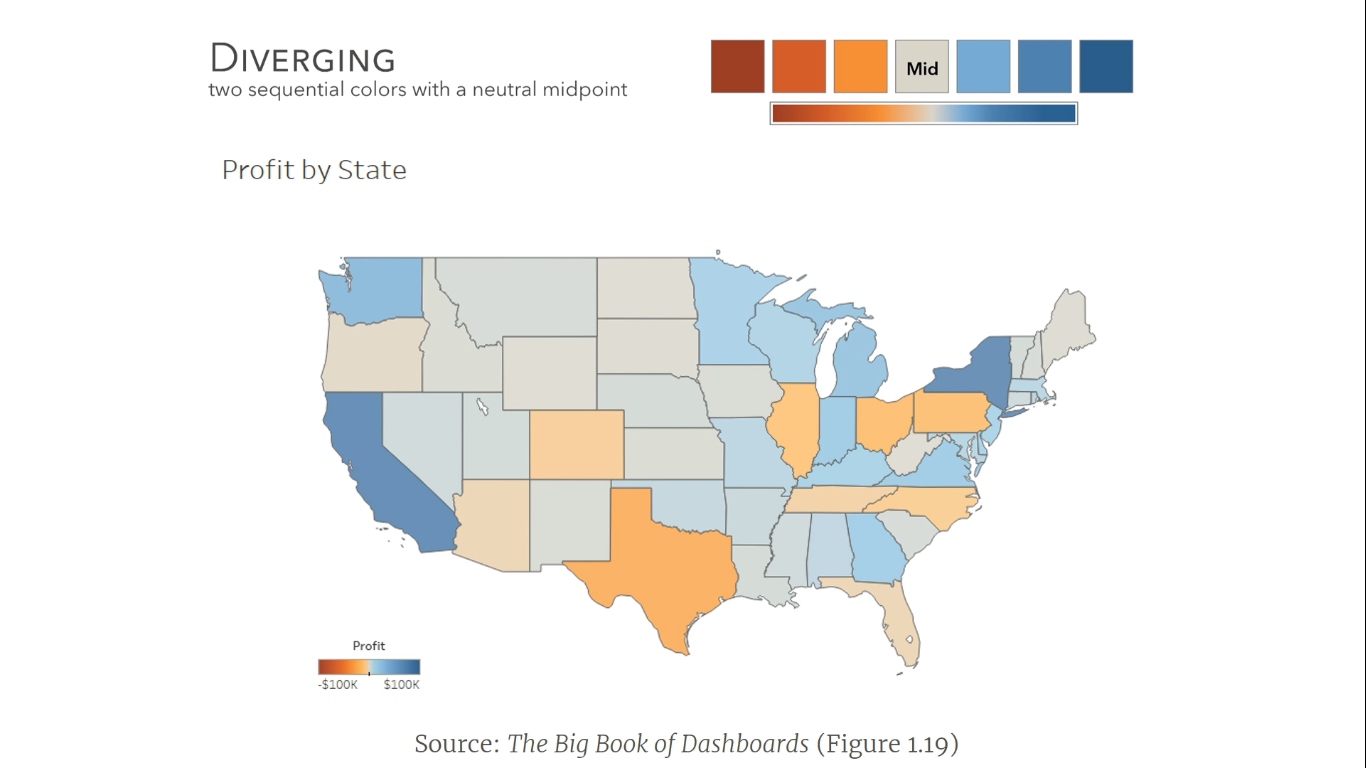 DIVERGING
two sequential colors with a neutral midpoint
Mid
Profit by State
Profit
-$100K $100K
Source: The Big Book of Dashboards (Figure 1.19)